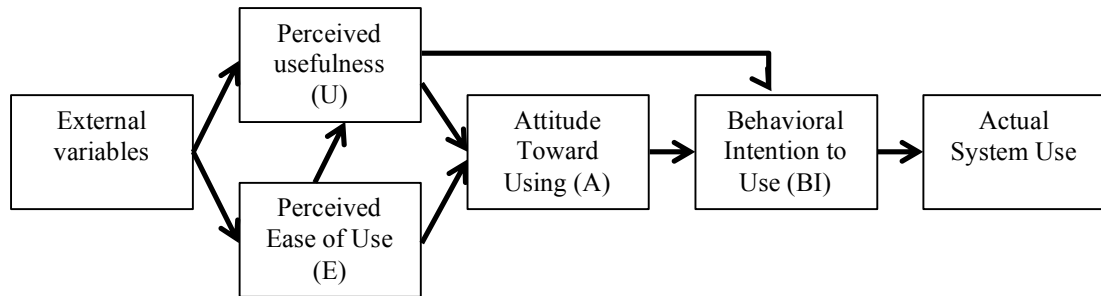 External
variables
Perceived
usefulness
(U)
Perceived
Ease of Use
(E)
Attitude
Toward
Using (A)
Behavioral
Intention to
Use (BI)
Actual
System Use